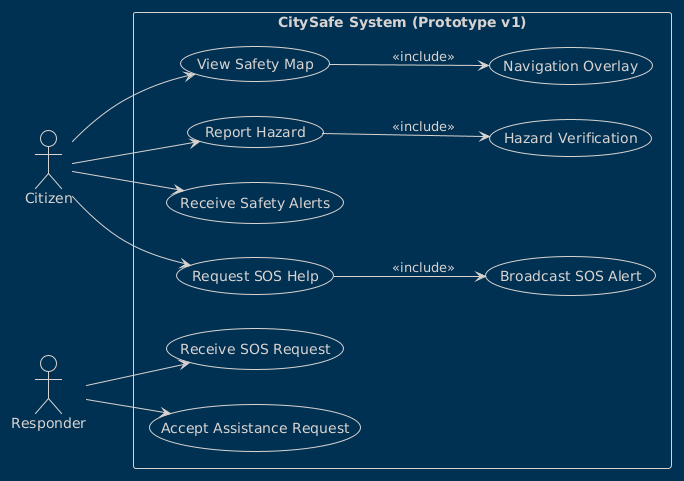 CitySafe System (Prototype v1)
View Safety Map
«include»
Navigation Overlay
Report Hazard
«include»
Hazard Verification
Citizen
Receive Safety Alerts
Request SOS Help
«include»
Broadcast SOS Alert
Receive SOS Request
Responder
Accept Assistance Request